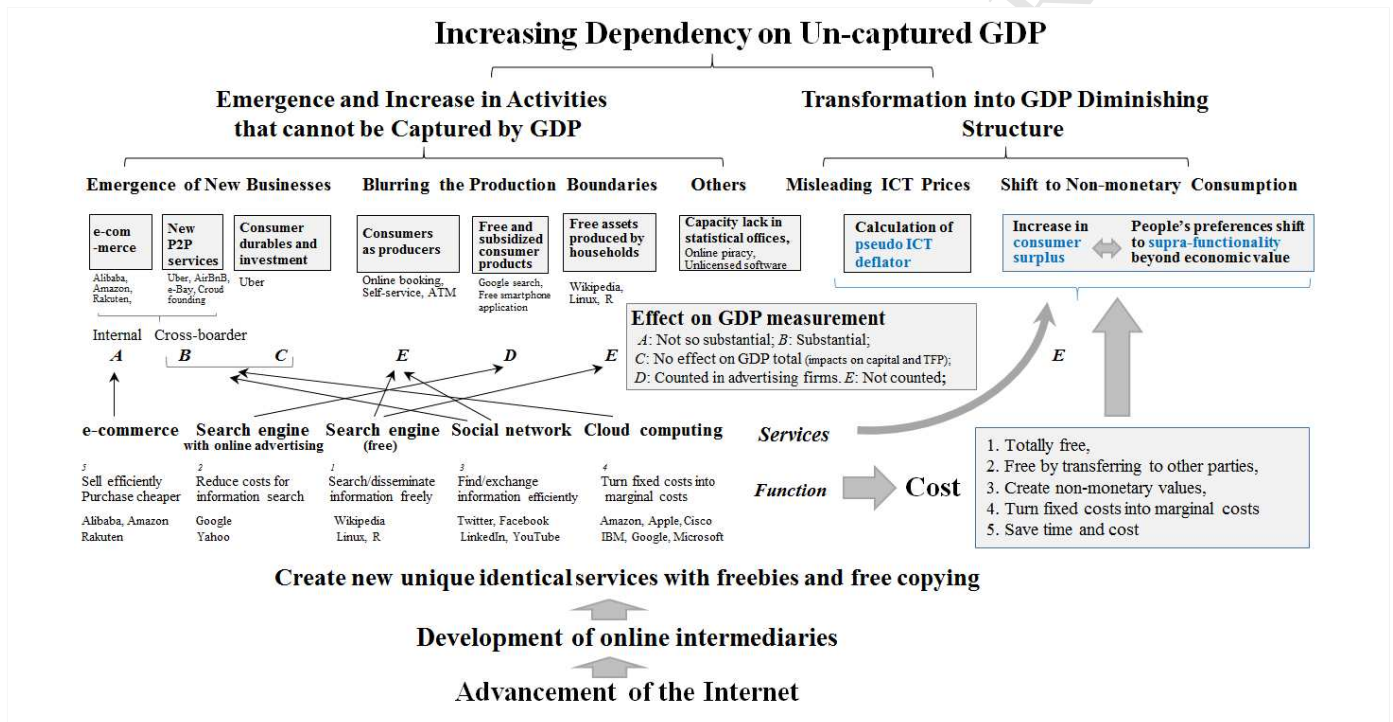 Increasing Dependency on Un-captured GDP
Emergence and Increase in Activities
that cannot be Captured by GDP
Transformation into GDP Diminishing
Structure
Emergence of New Businesses
Blurring the Production Boundaries
Others
Misleading ICT Prices
Shift to Non-monetary Consumption
e-com
-merce
New
P2P
services
Consumer
durables and
investment
Consumers
as producers
Free and
subsidized
consumer
products
Free assets
produced by
households
Capacity lack in
statistical offices,
Online piracy,
Unlicensed software
Calculation of
pseudo ICT
deflator
Increase in
consumer
surplus
People's preferences shift
to supra-functionality
beyond economic value
Alibaba,
Amazon,
Rakuten,
Uber, AirBnB,
e-Bay, Croud
founding
Uber
Online booking,
Self-service, ATM
Google search,
Free smartphone
application
Wikipedia,
Linux, R
Internal
Cross-boarder
A
B
C
E
D
E
Effect on GDP measurement
A: Not so substantial; B: Substantial;
C: No effect on GDP total (impacts on capital and TFP);
D: Counted in advertising firms. E: Not counted;
E
e-commerce
Search engine
with online advertising
Search engine
(free)
Social network
Cloud computing
Services
5
Sell efficiently
Purchase cheaper
2
Reduce costs for
information search
1
Search/disseminate
information freely
3
Find/exchange
information efficiently
4
Turn fixed costs into
marginal costs
Function
Cost
Alibaba, Amazon
Rakuten
Google
Yahoo
Wikipedia
Linux, R
Twitter, Facebook
LinkedIn, YouTube
Amazon, Apple, Cisco
IBM, Google, Microsoft
1. Totally free,
2. Free by transferring to other parties,
3. Create non-monetary values,
4. Turn fixed costs into marginal costs
5. Save time and cost
Create new unique identical services with freebies and free copying
Development of online intermediaries
Advancement of the Internet